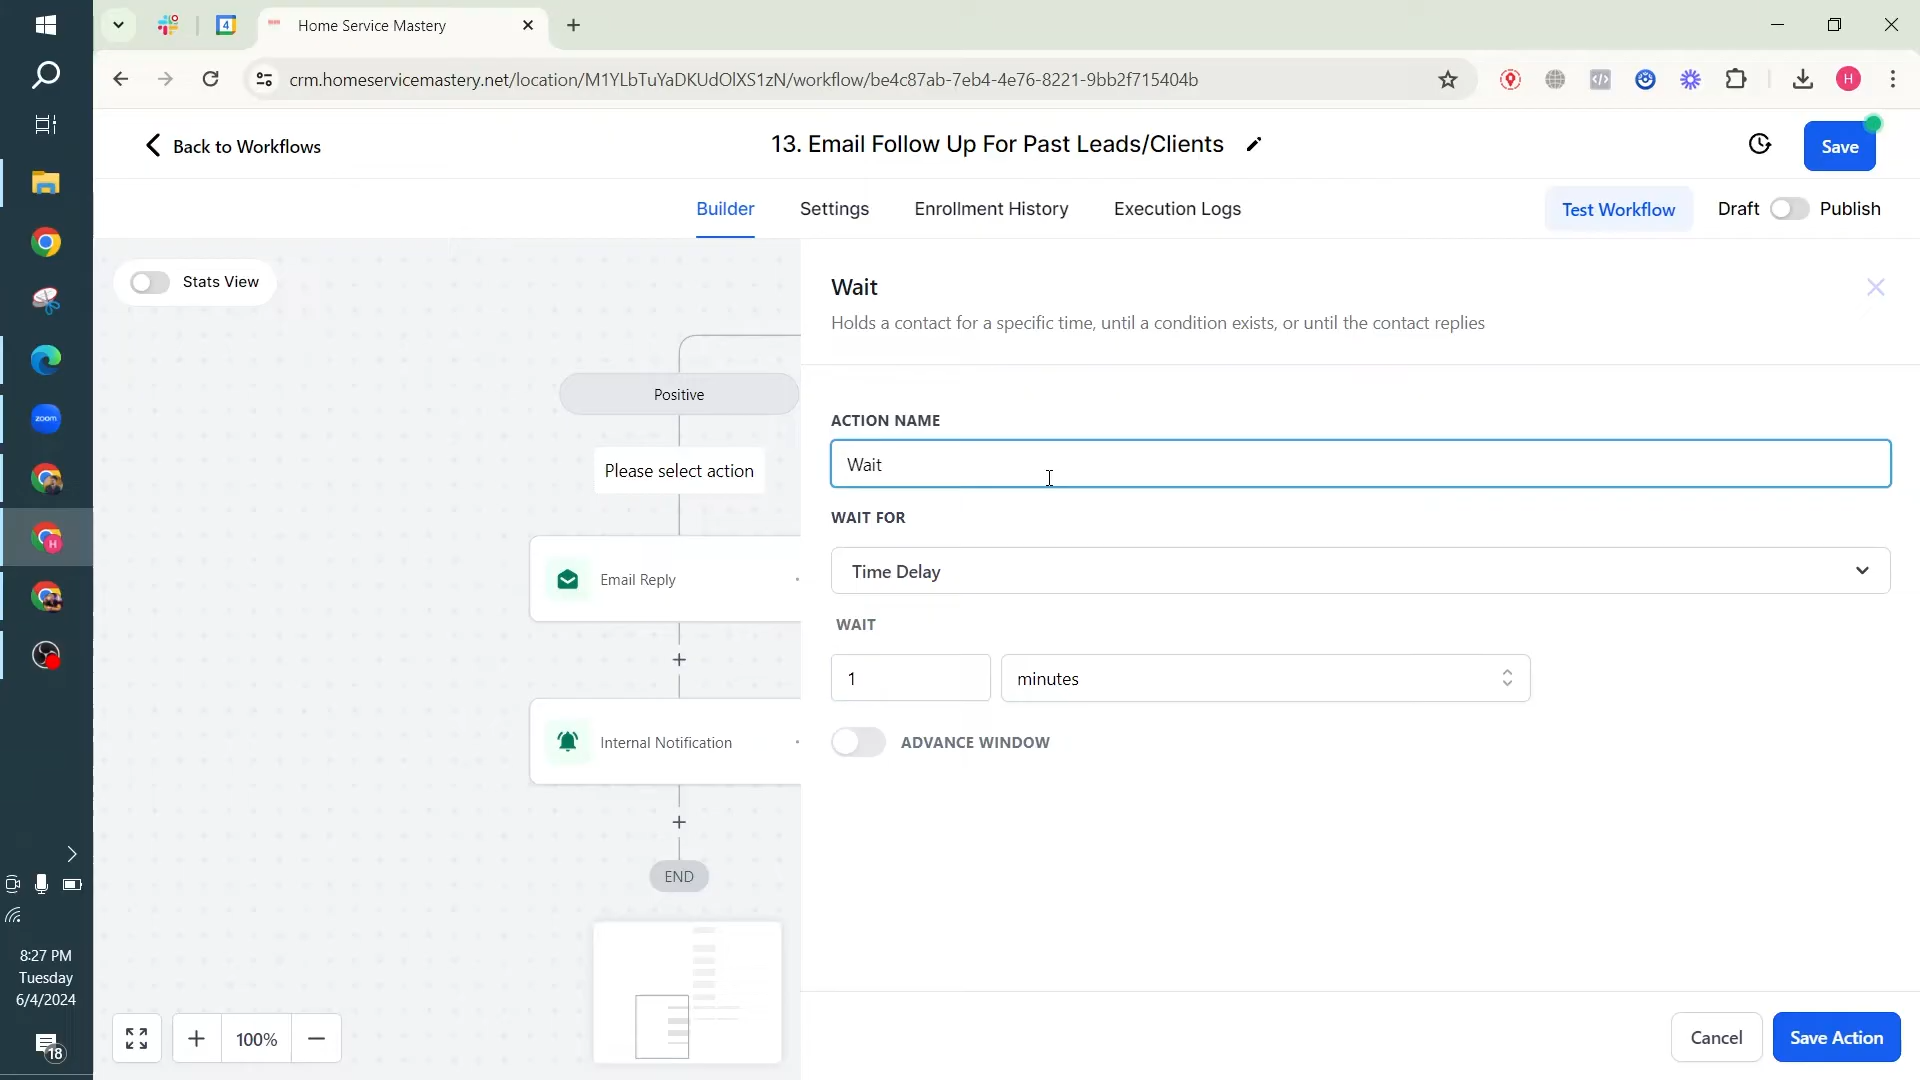 4
Home Service Mastery
crm.homeservicemastery.net/location/M1YLbTuYaDKUdOlXS1zN/workflow/be4c87ab-7eb4-4e76-8221-9bb2f715404b
H
Back to Workflows
13. Email Follow Up For Past Leads/Clients
Save
Builder
Settings
Enrollment History
Execution Logs
Test Workflow
Draft
Publish
Stats View
Wait
Holds a contact for a specific time, until a condition exists, or until the contact replies
Positive
Please select action
ACTION NAME
Wait
WAIT FOR
Time Delay
Email Reply
WAIT
1
minutes
Internal Notification
ADVANCE WINDOW
END
zoom
H
8:27 PM
Tuesday
6/4/2024
18
100%
Cancel
Save Action